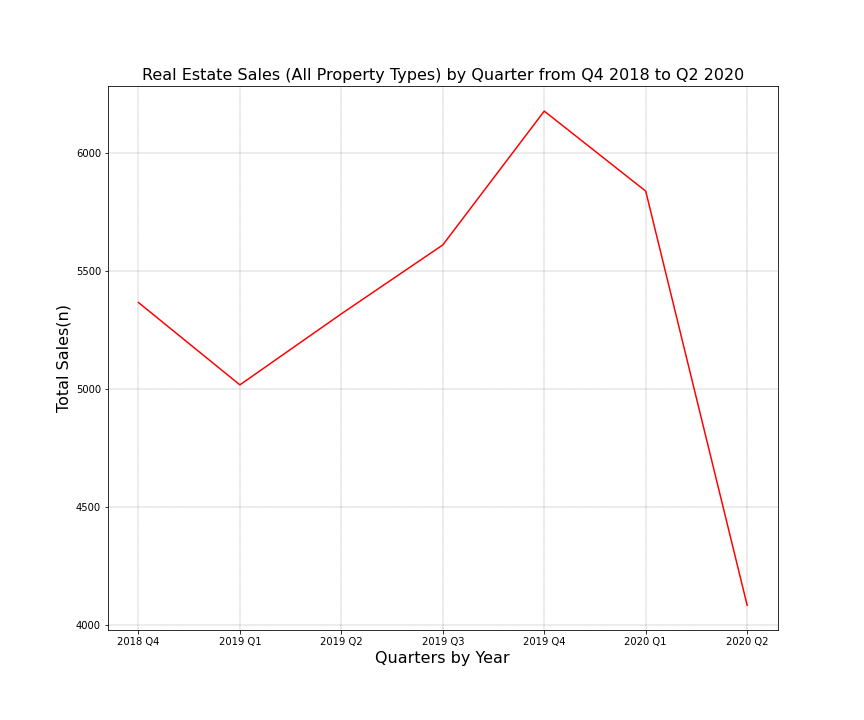 Real Estate Sales (All Property Types) by Quarter from Q4 2018 to Q2 2020
Total Sales(n)
6000
5500
5000
4500
4000
2018 Q4 2019 Q1 2019 Q2 2019 Q3 2019 Q4 2020 Q1 2020 Q2
Quarters by Year